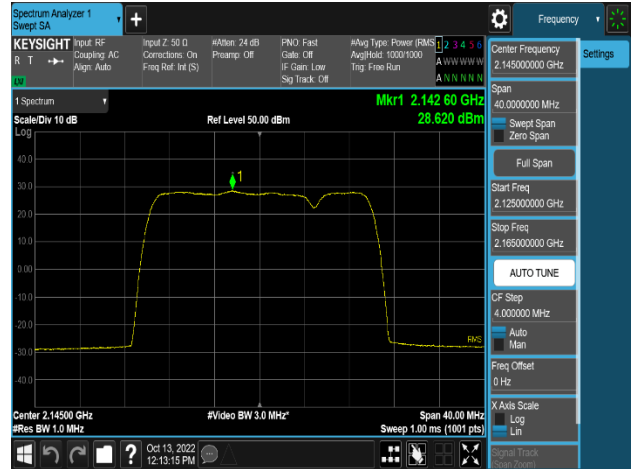 Spectrum Analyzer 1
Swept SA
+
Frequency
KEYSIGHT
R T
Input: RF
Coupling: AC
Align: Auto
Input Z: 50 Ω
Corrections: On
Freq Ref: Int (S)
#Atten: 24 dB
Preamp: Off
PNO: Fast
Gate: Off
IF Gain: Low
Sig Track: Off
#Avg Type: Power (RMS
Avg|Hold: 1000/1000
Trig: Free Run
1 2 3 4 5 6
A W W W W W
A N N N N N
1 Spectrum
Scale/Div 10 dB
Ref Level 50.00 dBm
Mkr1 2.142 60 GHz
28.620 dBm
Log
40.0
30.0
20.0
10.0
0.00
-10.0
-20.0
-30.0
-40.0
1
RMS
Center 2.14500 GHz
#Res BW 1.0 MHz
#Video BW 3.0 MHz*
Span 40.00 MHz
Sweep 1.00 ms (1001 pts)
Center Frequency
2.145000000 GHz
Span
40.0000000 MHz
Swept Span
Zero Span
Full Span
Start Freq
2.125000000 GHz
Stop Freq
2.165000000 GHz
AUTO TUNE
CF Step
4.000000 MHz
Auto
Man
Freq Offset
0 Hz
X Axis Scale
Log
Lin
Signal Track
(Span Zoom)
Settings
?
Oct 13, 2022
12:13:15 PM